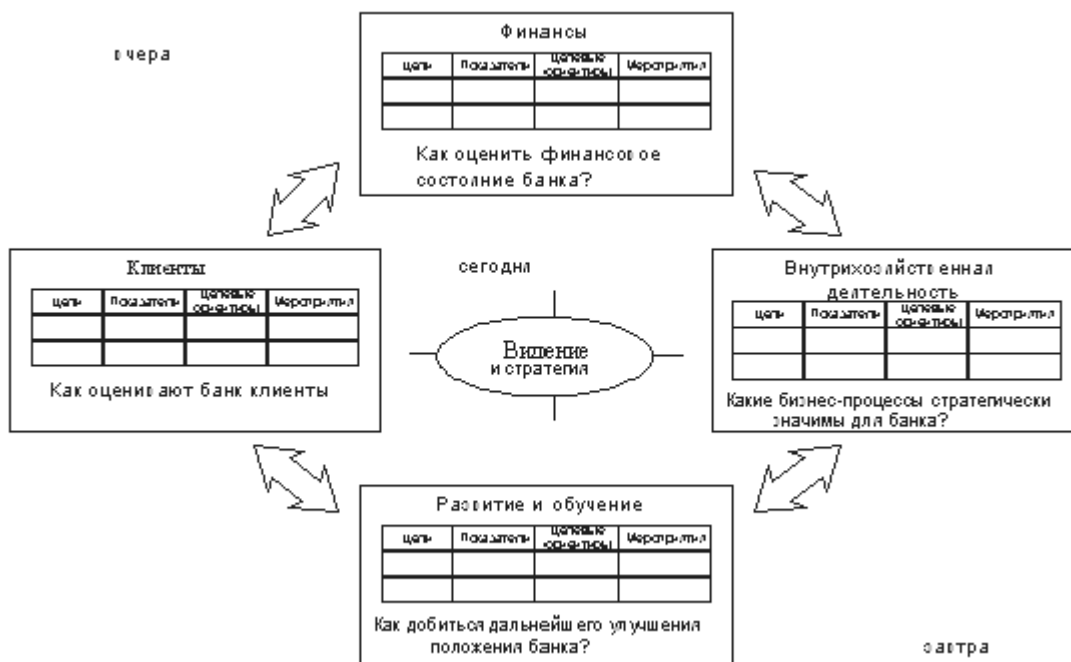 вчера
Финансы
Цели Показатели Целевые ориентиры Мероприятия
Как оценить финансовое
состояние банка?
Клиенты
Цели Показатели Целевые ориентиры Мероприятия
Как оценивают банк клиенты
сегодня
Видение
и стратегия
Внутрихозяйственная
деятельность
Цели Показатели Целевые ориентиры Мероприятия
Какие бизнес-процессы стратегически
значимы для банка?
Развитие и обучение
Цели Показатели Целевые ориентиры Мероприятия
Как добиться дальнейшего улучшения
положения банка?
завтра